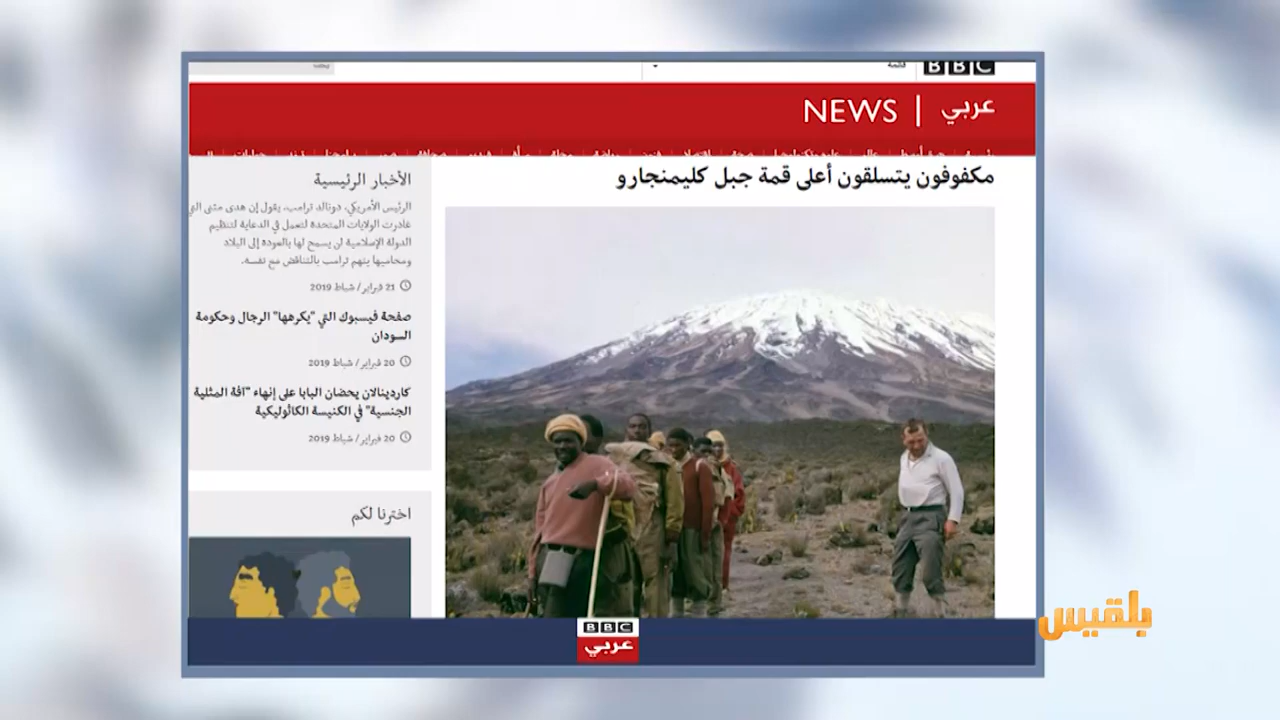 BBC
قائمة
عربي | NEWS
مكفوفون يتسلقون أعلى قمة جبل كليمنجارو
الأخبار الرئيسية
الرئيس الأمريكي، دونالد ترامب، يقول إن هدى مثنى التي
غادرت الولايات المتحدة لتعمل في الدعاية لتنظيم
الدولة الإسلامية لن يسمح لها بالعودة إلى البلاد
ومحاميها يتهم ترامب بالتناقض مع نفسه.
21 فبراير/ شباط 2019
صفحة فيسبوك التي "يكرهها" الرجال وحكومة
السودان
20 فبراير/ شباط 2019
كاردينالان يحضان البابا على إنهاء "آفة المثلية
الجنسية" في الكنيسة الكاثوليكية
20 فبراير/ شباط 2019
اخترنا لكم
BBC
عربي
بلقيس